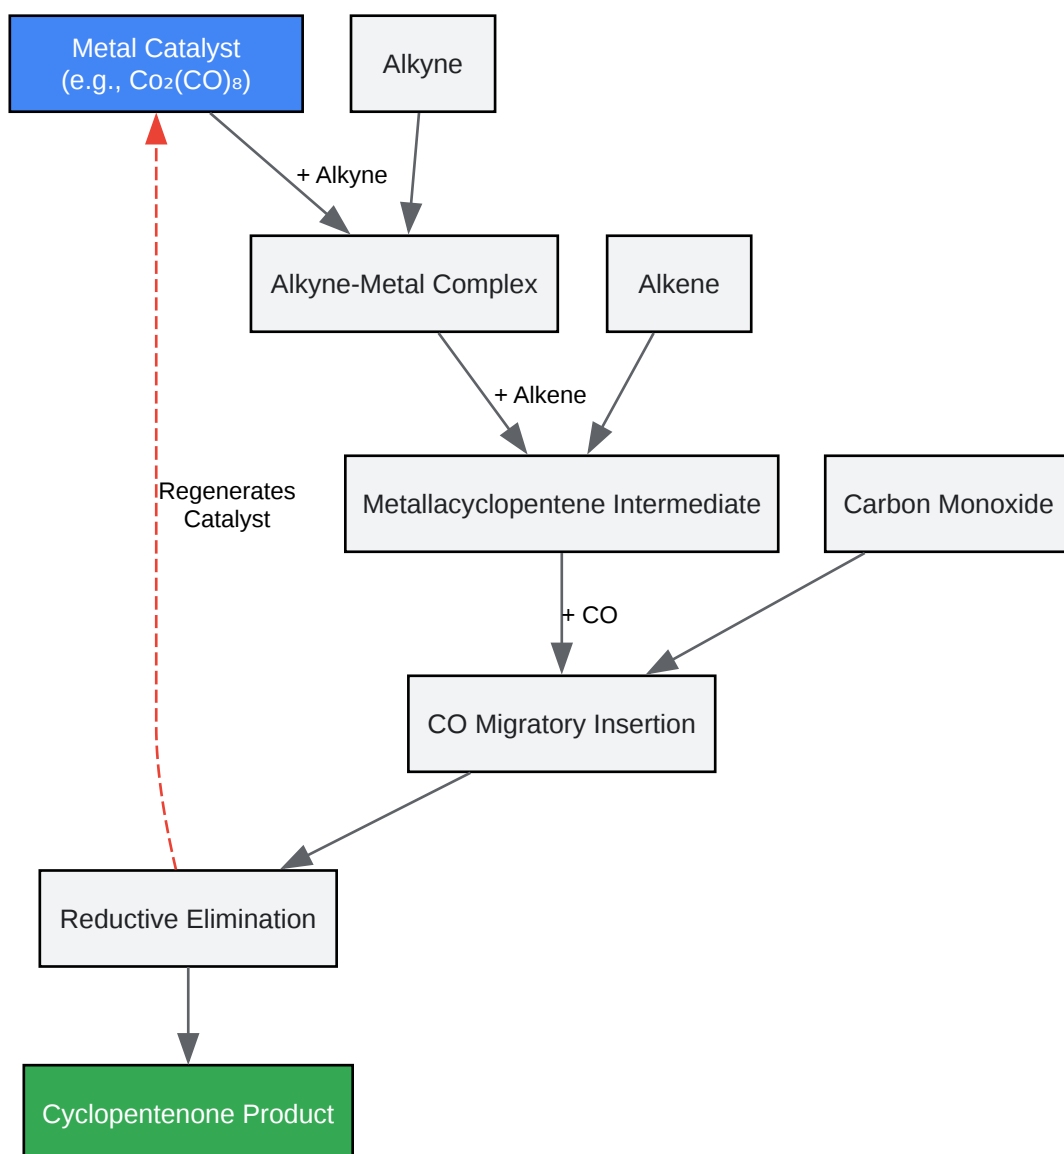 Metal Catalyst
(e.g., Co₂(CO)₈)
Alkyne
+ Alkyne
Alkyne-Metal Complex
Alkene
+ Alkene
Regenerates
Catalyst
Metallacyclopentene Intermediate
Carbon Monoxide
+ CO
CO Migratory Insertion
Reductive Elimination
Cyclopentenone Product